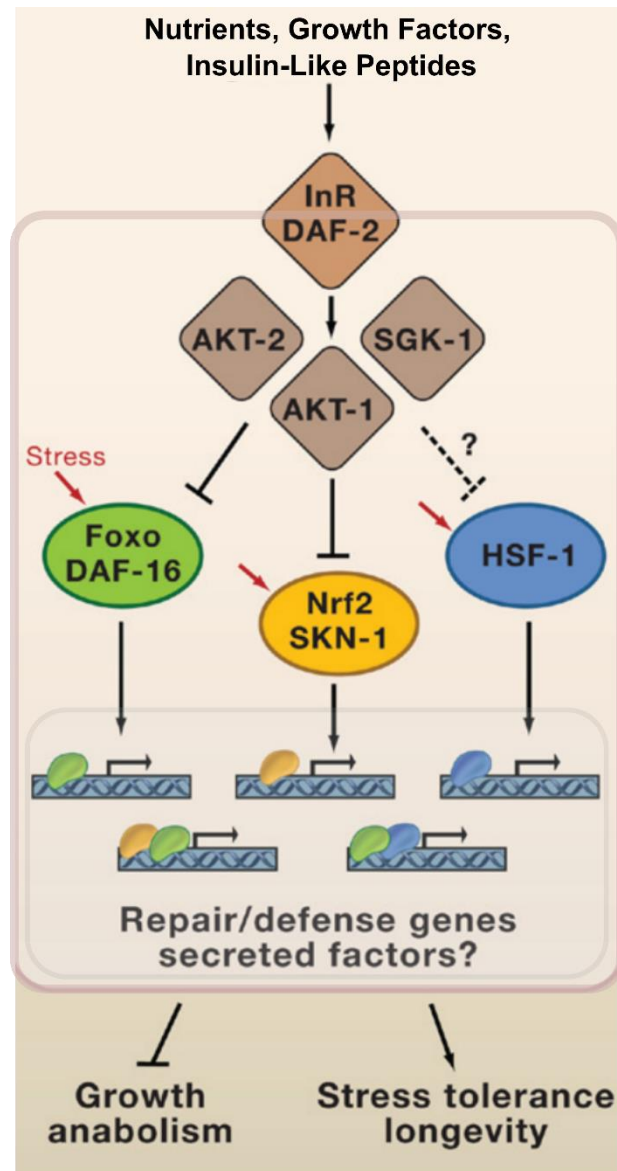 Nutrients, Growth Factors,
Insulin-Like Peptides
InR
DAF-2
AKT-2
SGK-1
AKT-1
?
Stress
Foxo
DAF-16
HSF-1
Nrf2
SKN-1
Repair/defense genes
secreted factors?
Growth
anabolism
Stress tolerance
longevity